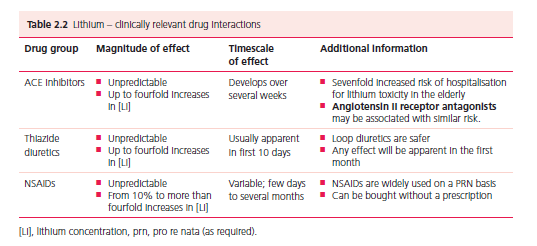 Table 2.2 Lithium – clinically relevant drug interactions
Drug group Magnitude of effect Timescale of effect Additional information
ACE inhibitors
■ Unpredictable
■ Up to fourfold increases in [Li]
Develops over several weeks
■ Sevenfold increased risk of hospitalisation for lithium toxicity in the elderly
■ Angiotensin II receptor antagonists may be associated with similar risk.
Thiazide diuretics
■ Unpredictable
■ Up to fourfold increases in [Li]
Usually apparent in first 10 days
■ Loop diuretics are safer
■ Any effect will be apparent in the first month
NSAIDs
■ Unpredictable
■ From 10% to more than fourfold increases in [Li]
Variable; few days to several months
■ NSAIDs are widely used on a PRN basis
■ Can be bought without a prescription
[Li], lithium concentration, prn, pro re nata (as required).